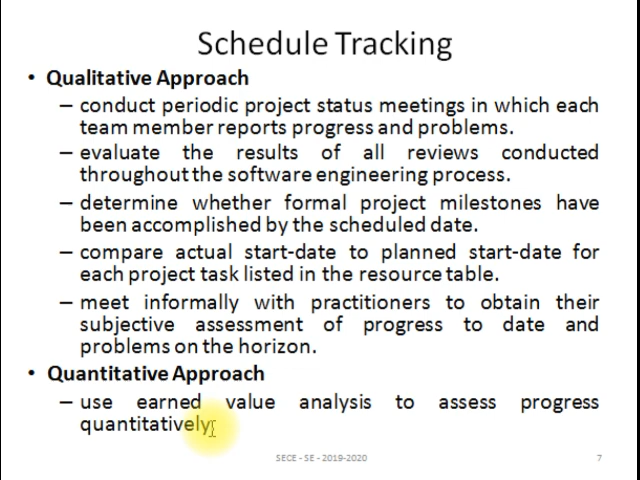 Schedule Tracking
• Qualitative Approach
– conduct periodic project status meetings in which each
team member reports progress and problems.
– evaluate the results of all reviews conducted
throughout the software engineering process.
– determine whether formal project milestones have
been accomplished by the scheduled date.
– compare actual start-date to planned start-date for
each project task listed in the resource table.
– meet informally with practitioners to obtain their
subjective assessment of progress to date and
problems on the horizon.
• Quantitative Approach
– use earned value analysis to assess progress
quantitatively
SECE - SE - 2019-2020
7